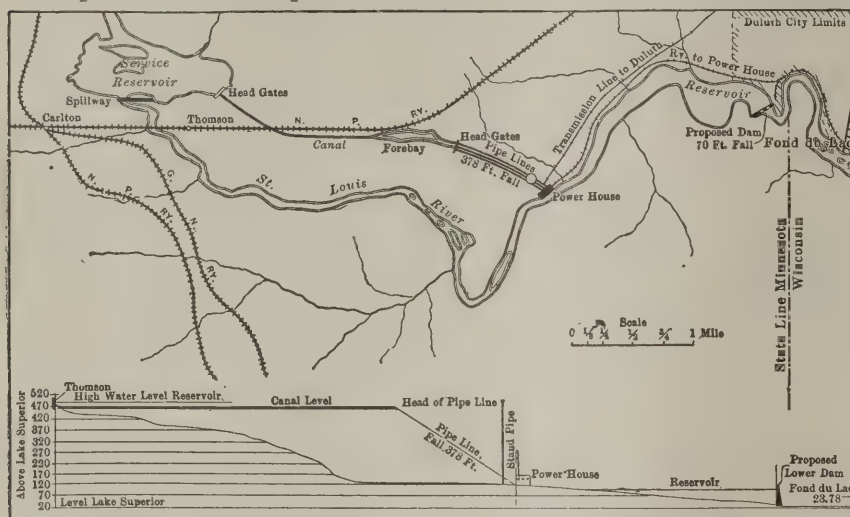 Duluth City Limits
Service
Reservoir
Ry. to Power House
Transmission Line to Duluth
Reservoir
Spillway
Head Gates
Carlton
Thomson
N. P. RY.
Canal
Forebay
Head Gates
Pipe Lines
378 Ft. Fall
Proposed Dam
70 Ft. Fall
Fond du Lac
Power House
N. P. RY.
G. N. RY.
St. Louis River
State Line Minnesota
Wisconsin
Scale
0 1/8 1/4 1/2 3/4 1 Mile
Above Lake Superior
520
470
420
370
320
270
220
170
120
70
20
Thomson
High Water Level Reservoir.
Canal Level
Head of Pipe Line
Pipe Line.
Fall 378 Ft.
Stand Pipe
Power House
Reservoir
Proposed
Lower Dam
Fond du Lac
23.78
Level Lake Superior